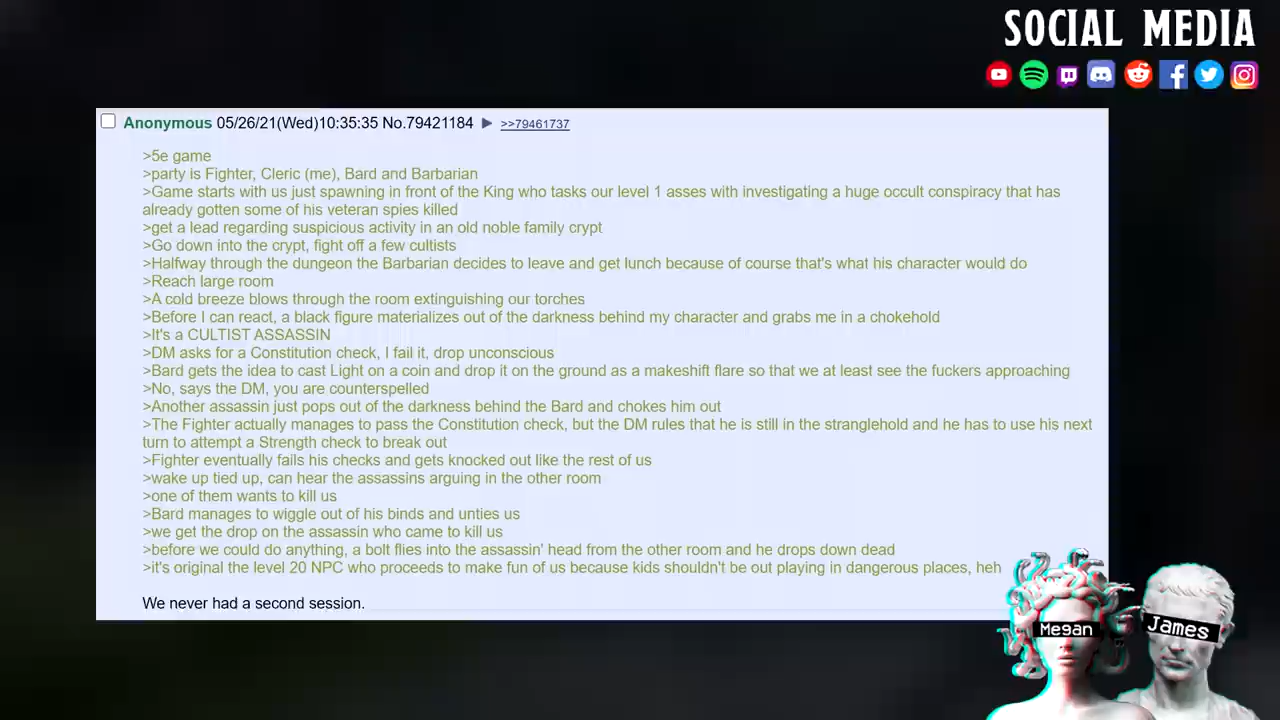 SOCIAL MEDIA
Anonymous 05/26/21(Wed)10:35:35 No.79421184 ▶ >>79461737
>5e game
>party is Fighter, Cleric (me), Bard and Barbarian
>Game starts with us just spawning in front of the King who tasks our level 1 asses with investigating a huge occult conspiracy that has
already gotten some of his veteran spies killed
>get a lead regarding suspicious activity in an old noble family crypt
>Go down into the crypt, fight off a few cultists
>Halfway through the dungeon the Barbarian decides to leave and get lunch because of course that's what his character would do
>Reach large room
>A cold breeze blows through the room extinguishing our torches
>Before I can react, a black figure materializes out of the darkness behind my character and grabs me in a chokehold
>It's a CULTIST ASSASSIN
>DM asks for a Constitution check, I fail it, drop unconscious
>Bard gets the idea to cast Light on a coin and drop it on the ground as a makeshift flare so that we at least see the fuckers approaching
>No, says the DM, you are counterspelled
>Another assassin just pops out of the darkness behind the Bard and chokes him out
>The Fighter actually manages to pass the Constitution check, but the DM rules that he is still in the stranglehold and he has to use his next
turn to attempt a Strength check to break out
>Fighter eventually fails his checks and gets knocked out like the rest of us
>wake up tied up, can hear the assassins arguing in the other room
>one of them wants to kill us
>Bard manages to wiggle out of his binds and unties us
>we get the drop on the assassin who came to kill us
>before we could do anything, a bolt flies into the assassin' head from the other room and he drops down dead
>it's original the level 20 NPC who proceeds to make fun of us because kids shouldn't be out playing in dangerous places, heh
We never had a second session.
Megan
James